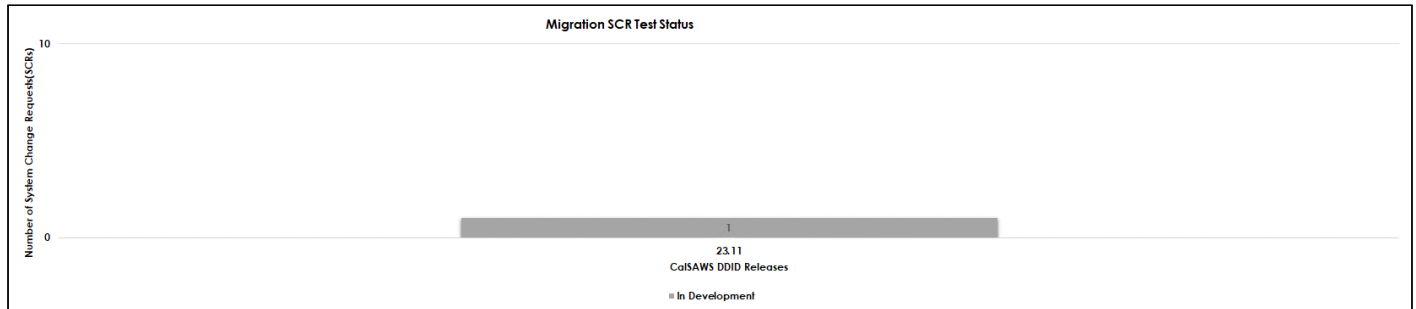 Migration SCR Test Status
Number of System Change Requests(SCRs)
10
0
1
23.11
CalSAWS DDID Releases
In Development